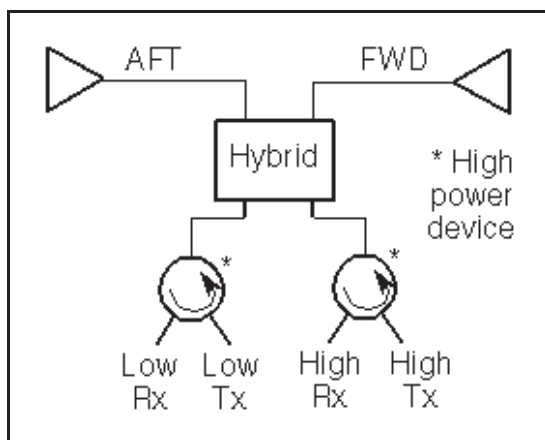 AFT
FWD
Hybrid
* High
power
device
*
*
Low Rx
Low Tx
High Rx
High Tx